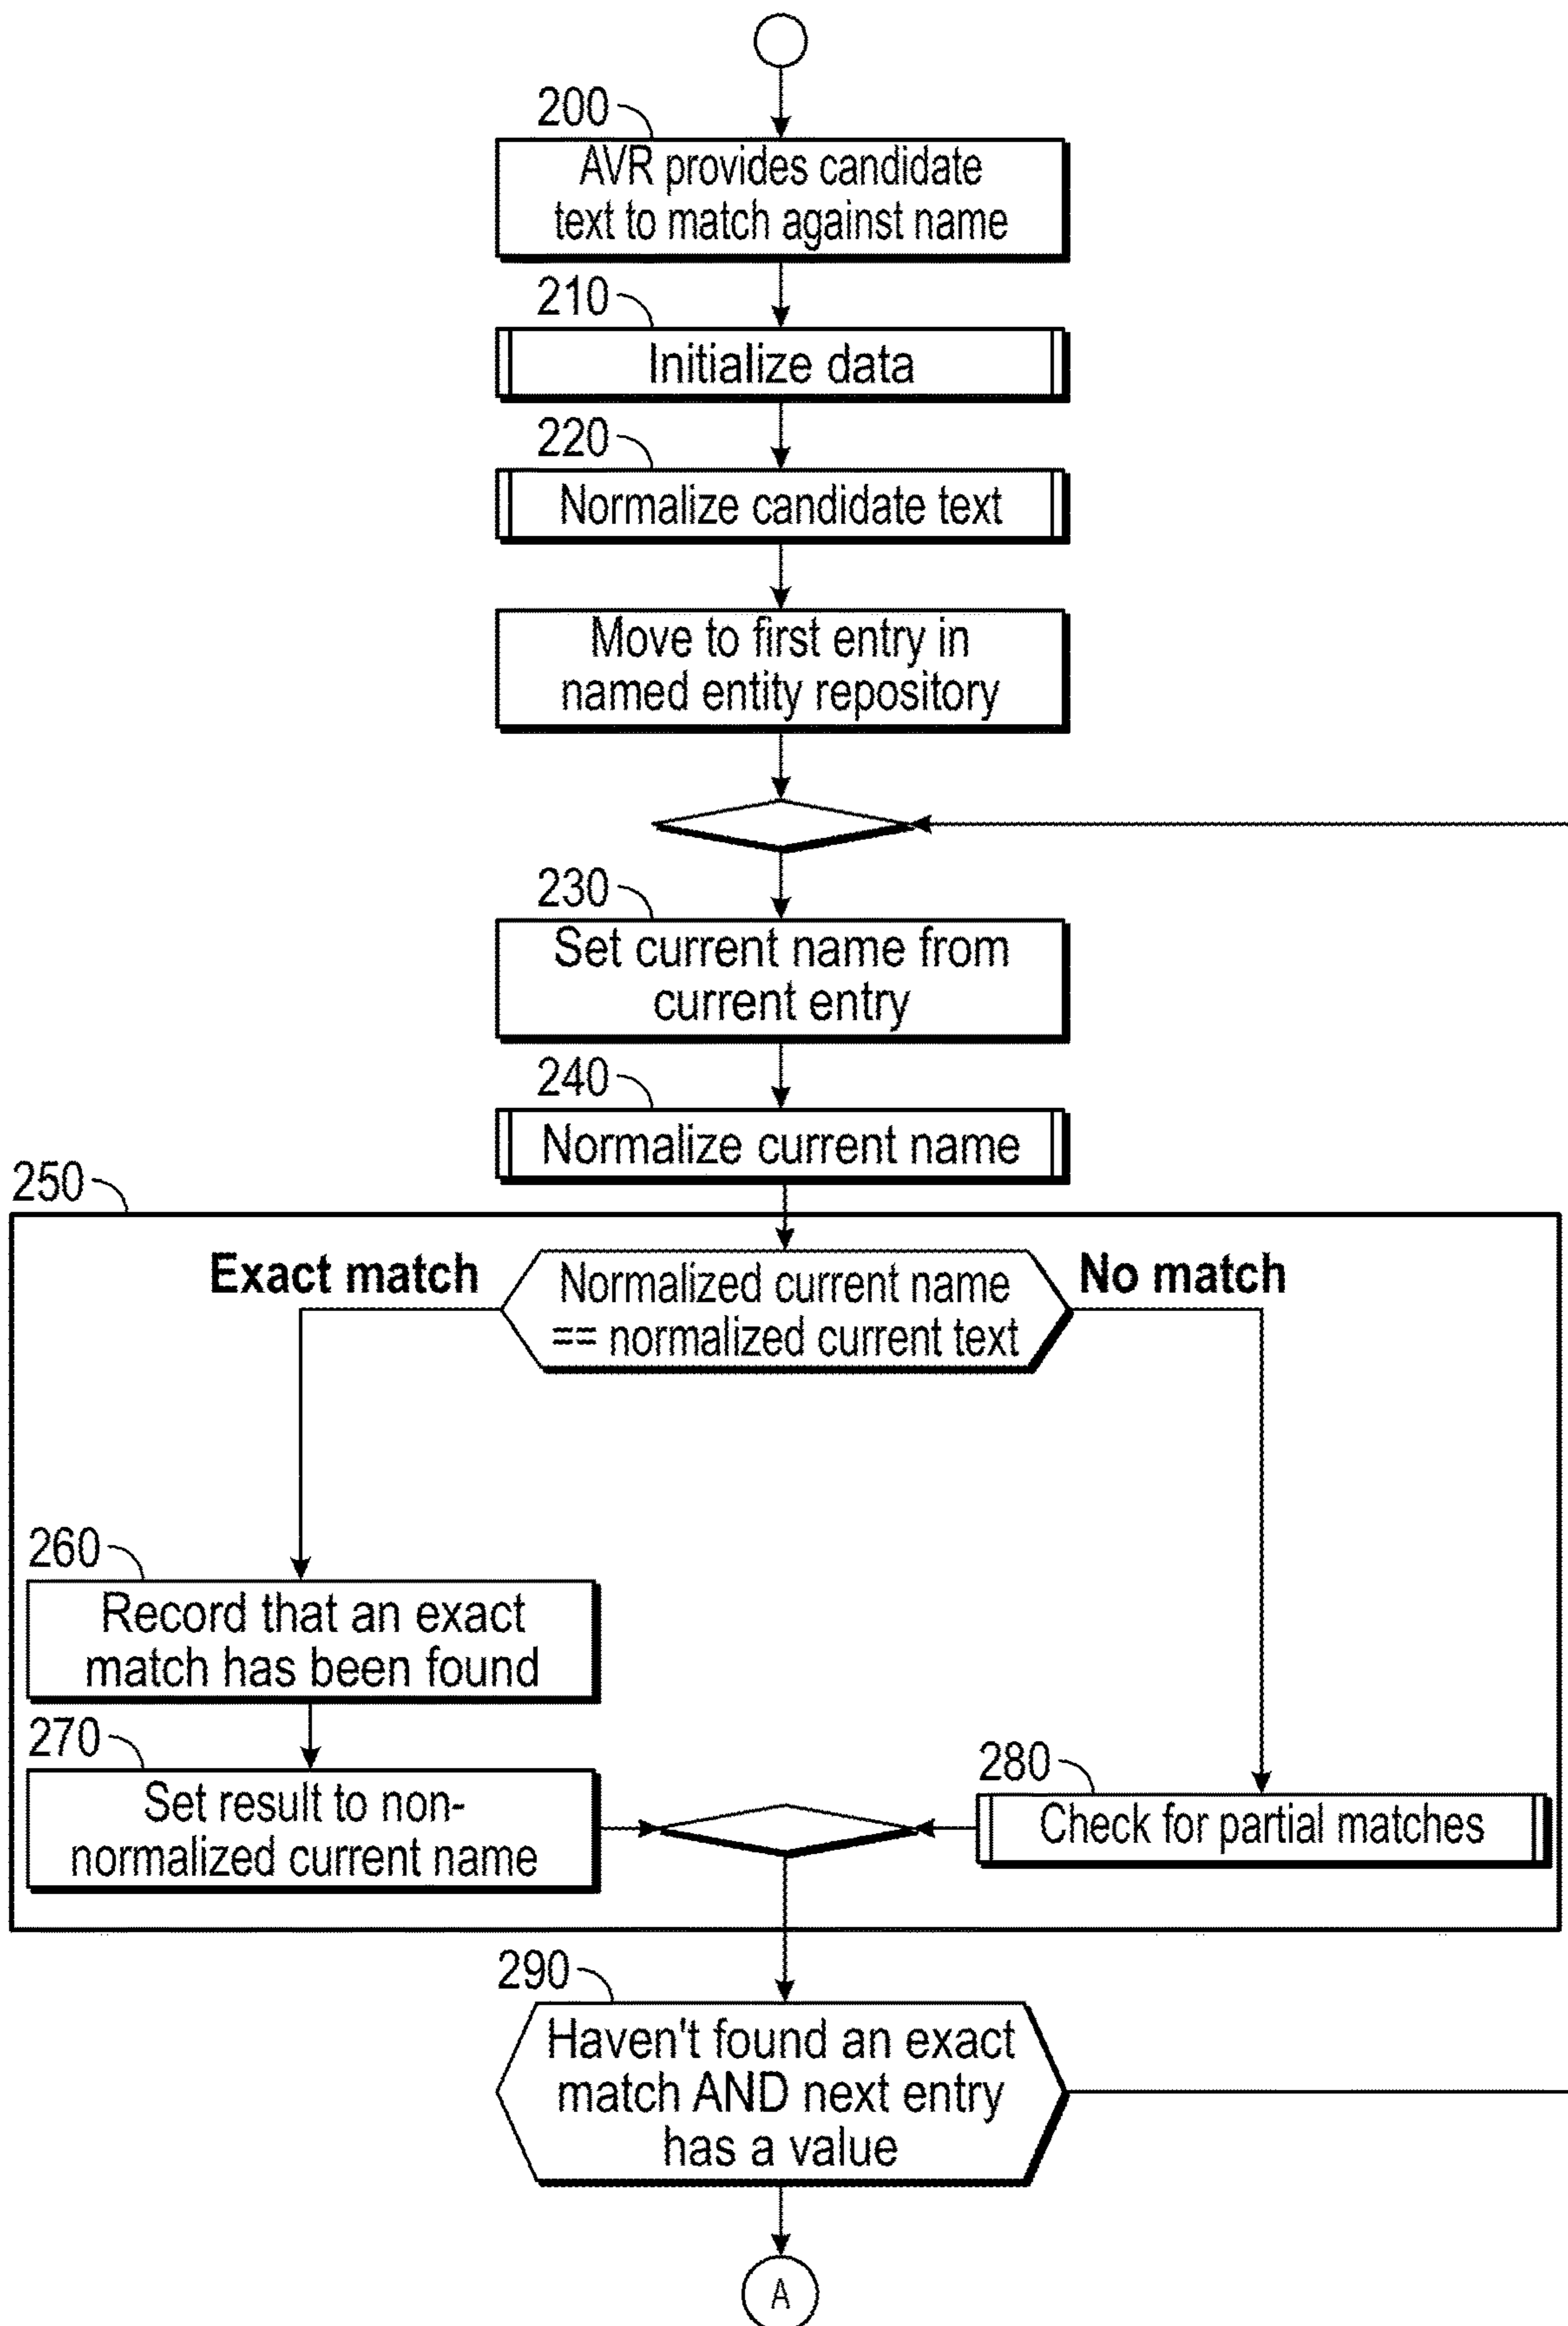 200
AVR provides candidate
text to match against name
210
Initialize data
220
Normalize candidate text
Move to first entry in
named entity repository
230
Set current name from
current entry
240
Normalize current name
250
Exact match
Normalized current name
== normalized current text
No match
260
Record that an exact
match has been found
270
Set result to non-
normalized current name
280
Check for partial matches
290
Haven't found an exact
match AND next entry
has a value
A